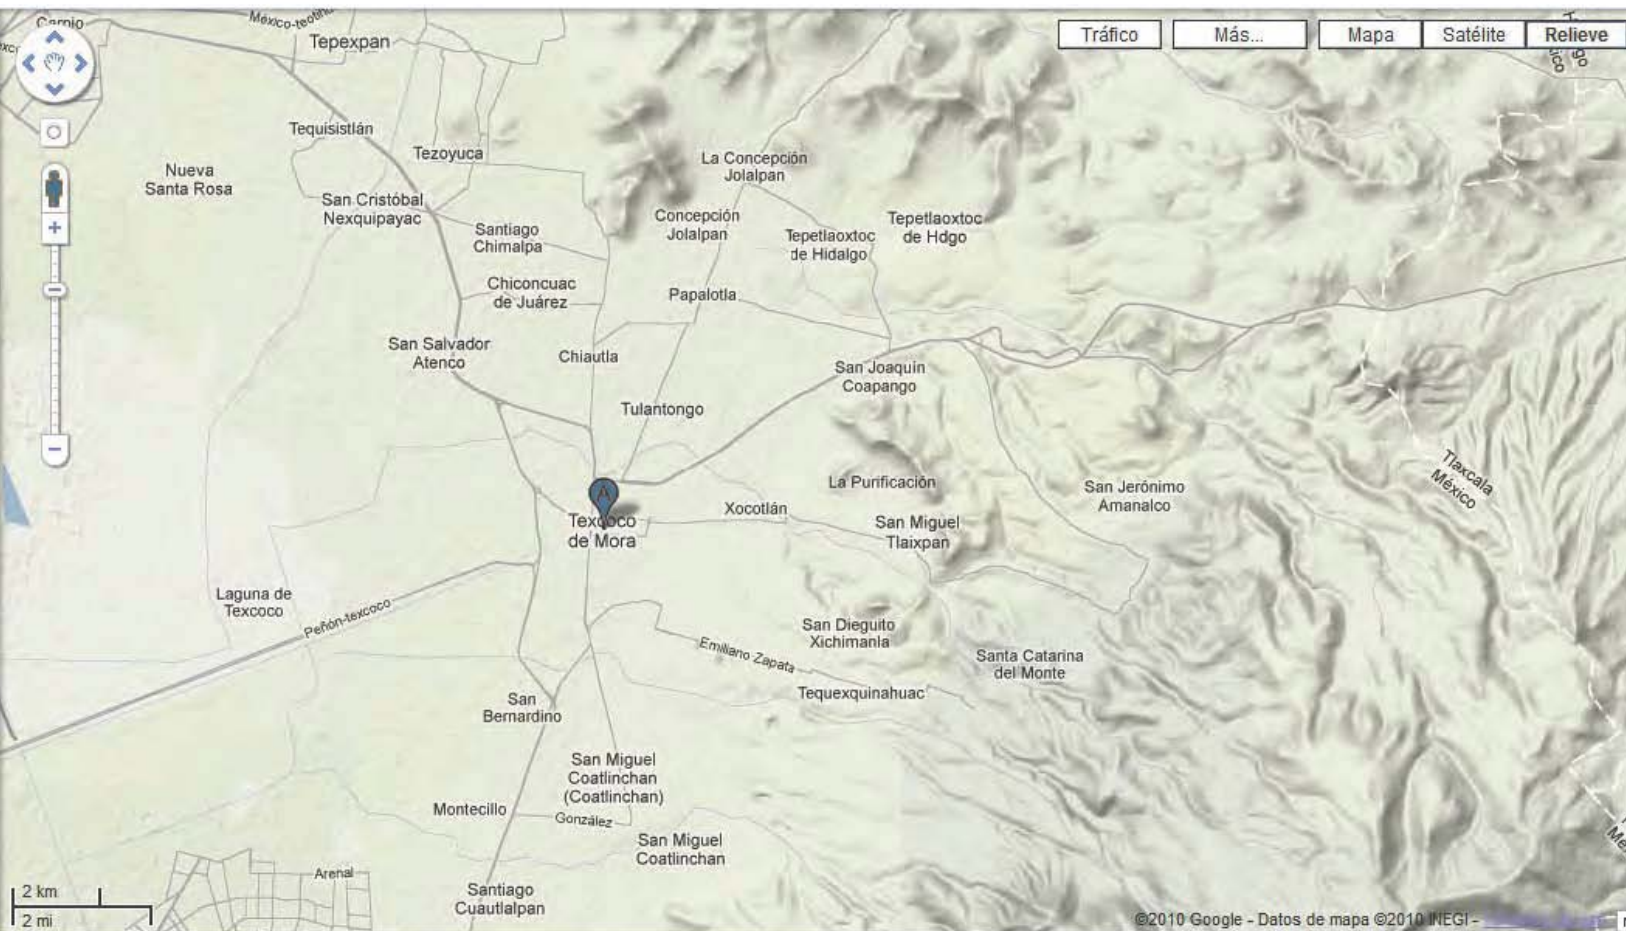 México-teotihu
Tepexpan
Tráfico
Más...
Mapa
Satélite
Relieve
Tequisistlán
Tezoyuca
La Concepción
Jolalpan
Nueva
Santa Rosa
San Cristóbal
Nexquipayac
Santiago
Chimalpa
Concepción
Jolalpan
Tepetlaoxtoc
de Hidalgo
Tepetlaoxtoc
de Hdgo
Chiconcuac
de Juárez
Papalotla
San Salvador
Atenco
Chiautla
San Joaquín
Coapango
Tulantongo
A
Texcoco
de Mora
Xocotlán
La Purificación
San Miguel
Tlaixpan
San Jerónimo
Amanalco
Tlaxcala
México
Laguna de
Texcoco
Peñón-texcoco
San Dieguito
Xichimanla
Emiliano Zapata
Santa Catarina
del Monte
Tequexquinahuac
San
Bernardino
San Miguel
Coatlinchan
(Coatlinchan)
Montecillo
González
San Miguel
Coatlinchan
Arenal
Santiago
Cuautlalpan
2 km
2 mi
©2010 Google - Datos de mapa ©2010 INEGI -